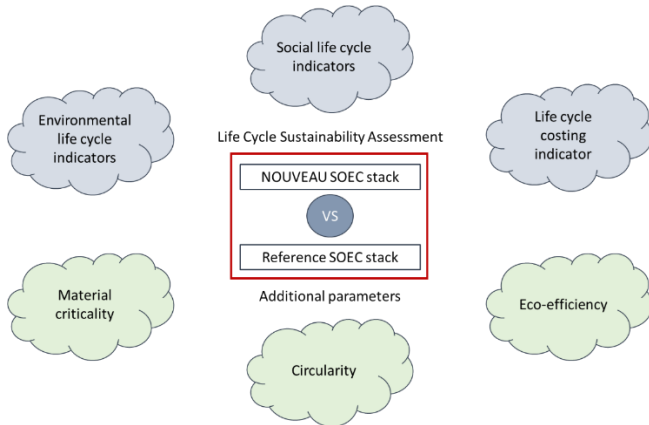 Social life cycle
indicators
Environmental
life cycle
indicators
Life cycle
costing
indicator
Life Cycle Sustainability Assessment
NOUVEAU SOEC stack
VS
Reference SOEC stack
Additional parameters
Material
criticality
Eco-efficiency
Circularity